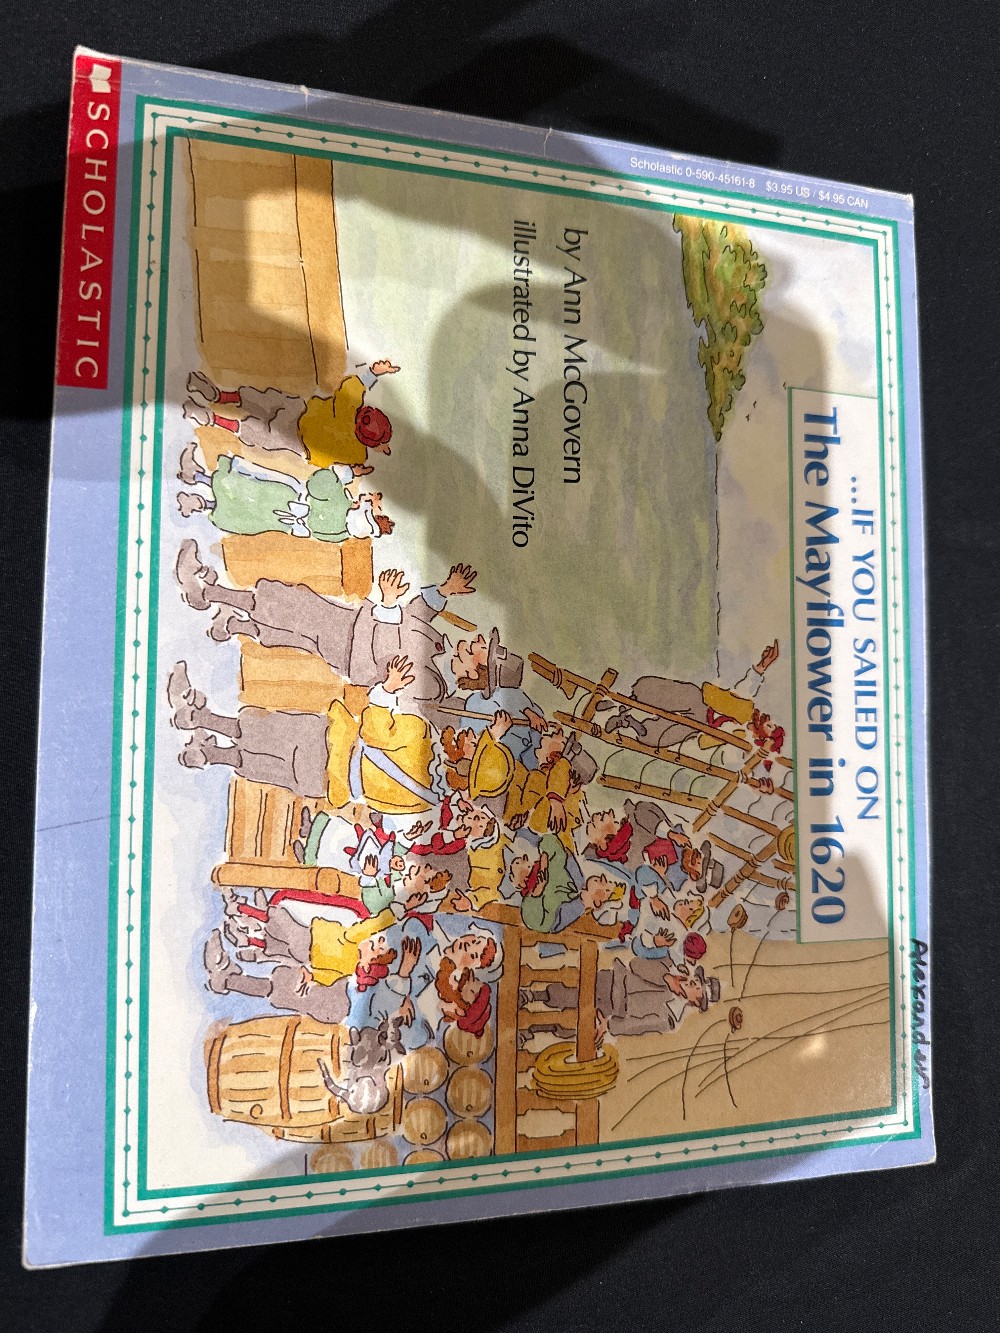 Alexander
Scholastic 0-590-45161-8 $3.95 US / $4.95 CAN
...IF YOU SAILED ON
The Mayflower in 1620
by Ann McGovern
illustrated by Anna DiVito
SCHOLASTIC